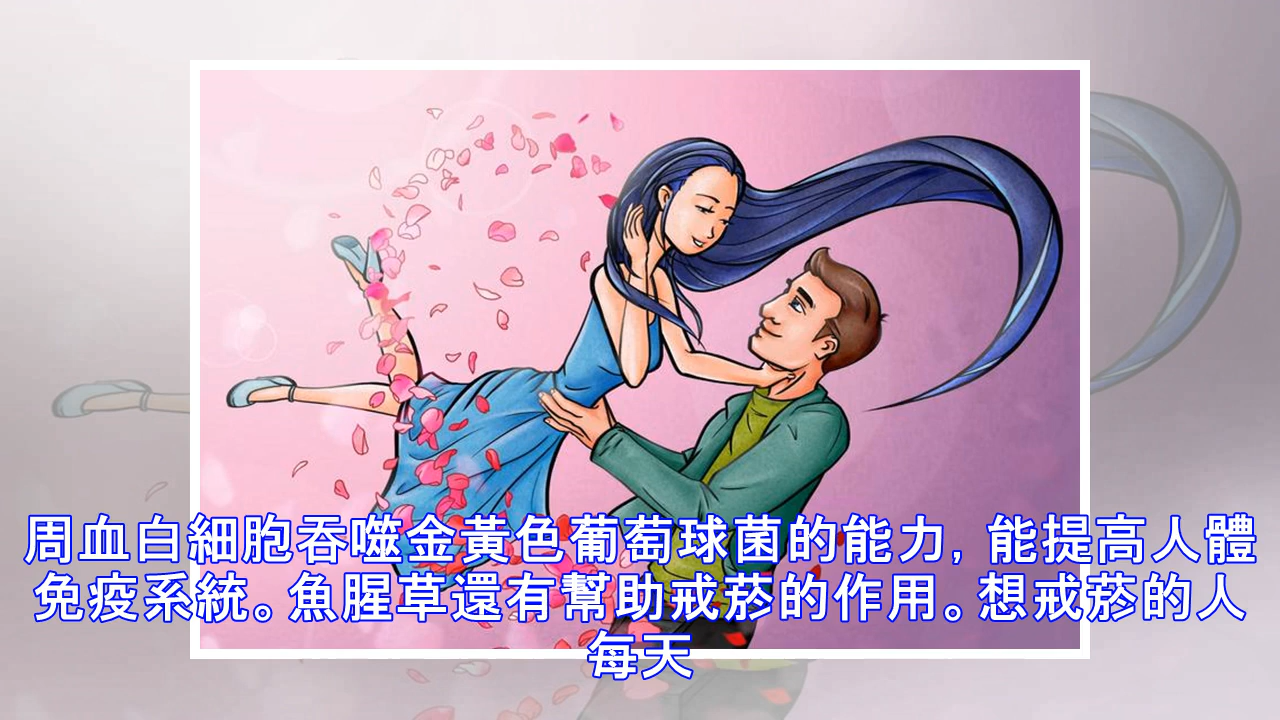 周血白細胞吞噬金黃色葡萄球菌的能力, 能提高人體
免疫系統。魚腥草還有幫助戒菸的作用。想戒菸的人
每天